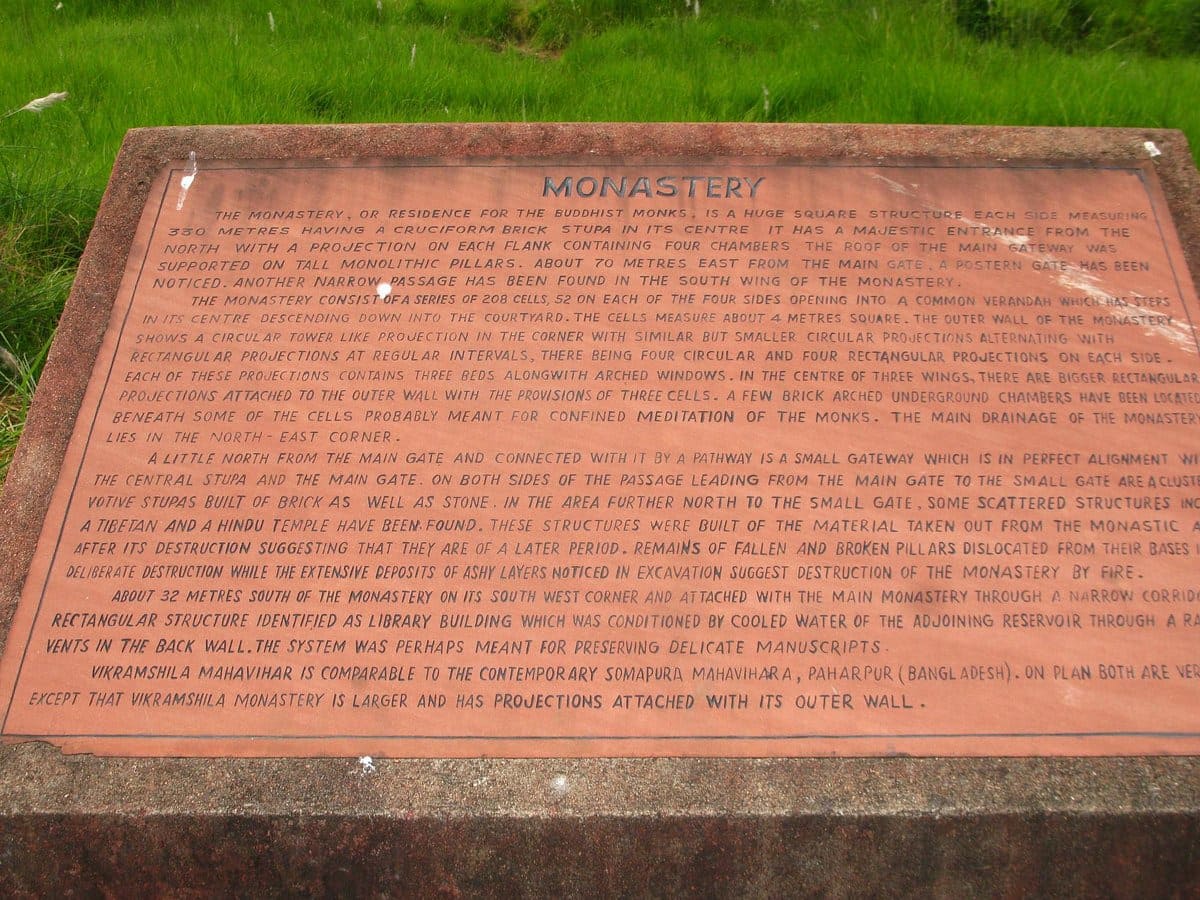 MONASTERY
THE MONASTERY, OR RESIDENCE FOR THE BUDDHIST MONKS, IS A HUGE SQUARE STRUCTURE EACH SIDE MEASURING
330 METRES HAVING A CRUCIFORM BRICK STUPA IN ITS CENTRE IT HAS A MAJESTIC ENTRANCE FROM THE
NORTH WITH A PROJECTION ON EACH FLANK CONTAINING FOUR CHAMBERS THE ROOF OF THE MAIN GATEWAY WAS
SUPPORTED ON TALL MONOLITHIC PILLARS. ABOUT 70 METRES EAST FROM THE MAIN GATE, A POSTERN GATE HAS BEEN
NOTICED. ANOTHER NARROW PASSAGE HAS BEEN FOUND IN THE SOUTH WING OF THE MONASTERY.
THE MONASTERY CONSIST OF A SERIES OF 208 CELLS, 52 ON EACH OF THE FOUR SIDES OPENING INTO A COMMON VERANDAH WHICH HAS STEPS
IN ITS CENTRE DESCENDING DOWN INTO THE COURTYARD. THE CELLS MEASURE ABOUT 4 METRES SQUARE. THE OUTER WALL OF THE MONASTERY
SHOWS A CIRCULAR TOWER LIKE PROJECTION IN THE CORNER WITH SIMILAR BUT SMALLER CIRCULAR PROJECTIONS ALTERNATING WITH
RECTANGULAR PROJECTIONS AT REGULAR INTERVALS, THERE BEING FOUR CIRCULAR AND FOUR RECTANGULAR PROJECTIONS ON EACH SIDE.
EACH OF THESE PROJECTIONS CONTAINS THREE BEDS ALONGWITH ARCHED WINDOWS. IN THE CENTRE OF THREE WINGS, THERE ARE BIGGER RECTANGULAR
PROJECTIONS ATTACHED TO THE OUTER WALL WITH THE PROVISIONS OF THREE CELLS. A FEW BRICK ARCHED UNDERGROUND CHAMBERS HAVE BEEN LOCATED
BENEATH SOME OF THE CELLS PROBABLY MEANT FOR CONFINED MEDITATION OF THE MONKS. THE MAIN DRAINAGE OF THE MONASTERY
LIES IN THE NORTH-EAST CORNER.
A LITTLE NORTH FROM THE MAIN GATE AND CONNECTED WITH IT BY A PATHWAY IS A SMALL GATEWAY WHICH IS IN PERFECT ALIGNMENT
THE CENTRAL STUPA AND THE MAIN GATE. ON BOTH SIDES OF THE PASSAGE LEADING FROM THE MAIN GATE TO THE SMALL GATE ARE A
VOTIVE STUPAS BUILT OF BRICK AS WELL AS STONE. IN THE AREA FURTHER NORTH TO THE SMALL GATE, SOME SCATTERED STRUCTURES
A TIBETAN AND A HINDU TEMPLE HAVE BEEN FOUND. THESE STRUCTURES WERE BUILT OF THE MATERIAL TAKEN OUT FROM THE MONASTIC
AFTER ITS DESTRUCTION SUGGESTING THAT THEY ARE OF A LATER PERIOD. REMAINS OF FALLEN AND BROKEN PILLARS DISLOCATED FROM THEIR BASES
DELIBERATE DESTRUCTION WHILE THE EXTENSIVE DEPOSITS OF ASHY LAYERS NOTICED IN EXCAVATION SUGGEST DESTRUCTION OF THE MONASTERY BY FIRE.
ABOUT 32 METRES SOUTH OF THE MONASTERY ON ITS SOUTH WEST CORNER AND ATTACHED WITH THE MAIN MONASTERY THROUGH A NARROW
RECTANGULAR STRUCTURE IDENTIFIED AS LIBRARY BUILDING WHICH WAS CONDITIONED BY COOLED WATER OF THE ADJOINING RESERVOIR THROUGH A
VENTS IN THE BACK WALL. THE SYSTEM WAS PERHAPS MEANT FOR PRESERVING DELICATE MANUSCRIPTS.
VIKRAMSHILA MAHAVIHAR IS COMPARABLE TO THE CONTEMPORARY SOMAPURA MAHAVIHARA, PAHARPUR (BANGLADESH). ON PLAN BOTH ARE
EXCEPT THAT VIKRAMSHILA MONASTERY IS LARGER AND HAS PROJECTIONS ATTACHED WITH ITS OUTER WALL.